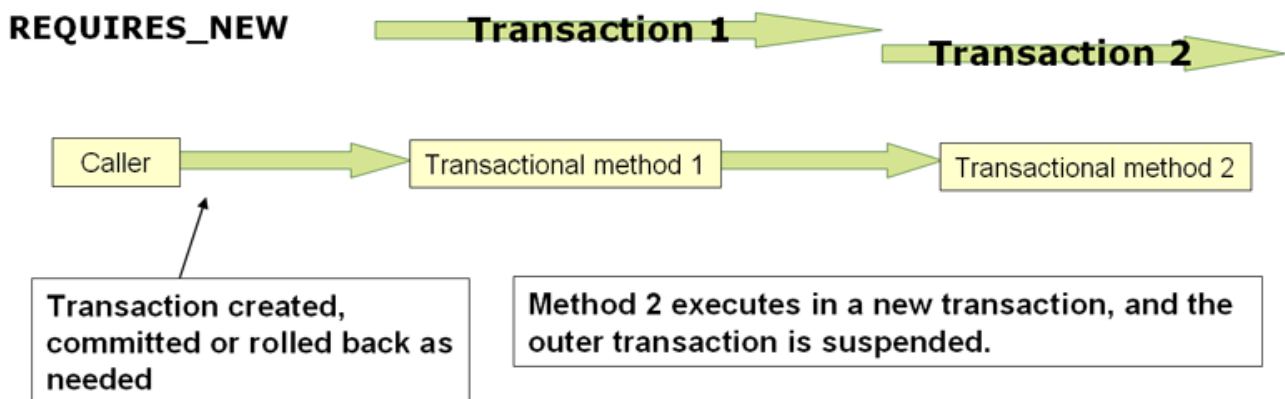 REQUIRES_NEW
Transaction 1
Transaction 2
Caller
Transactional method 1
Transactional method 2
Transaction created,
committed or rolled back as
needed
Method 2 executes in a new transaction, and the
outer transaction is suspended.